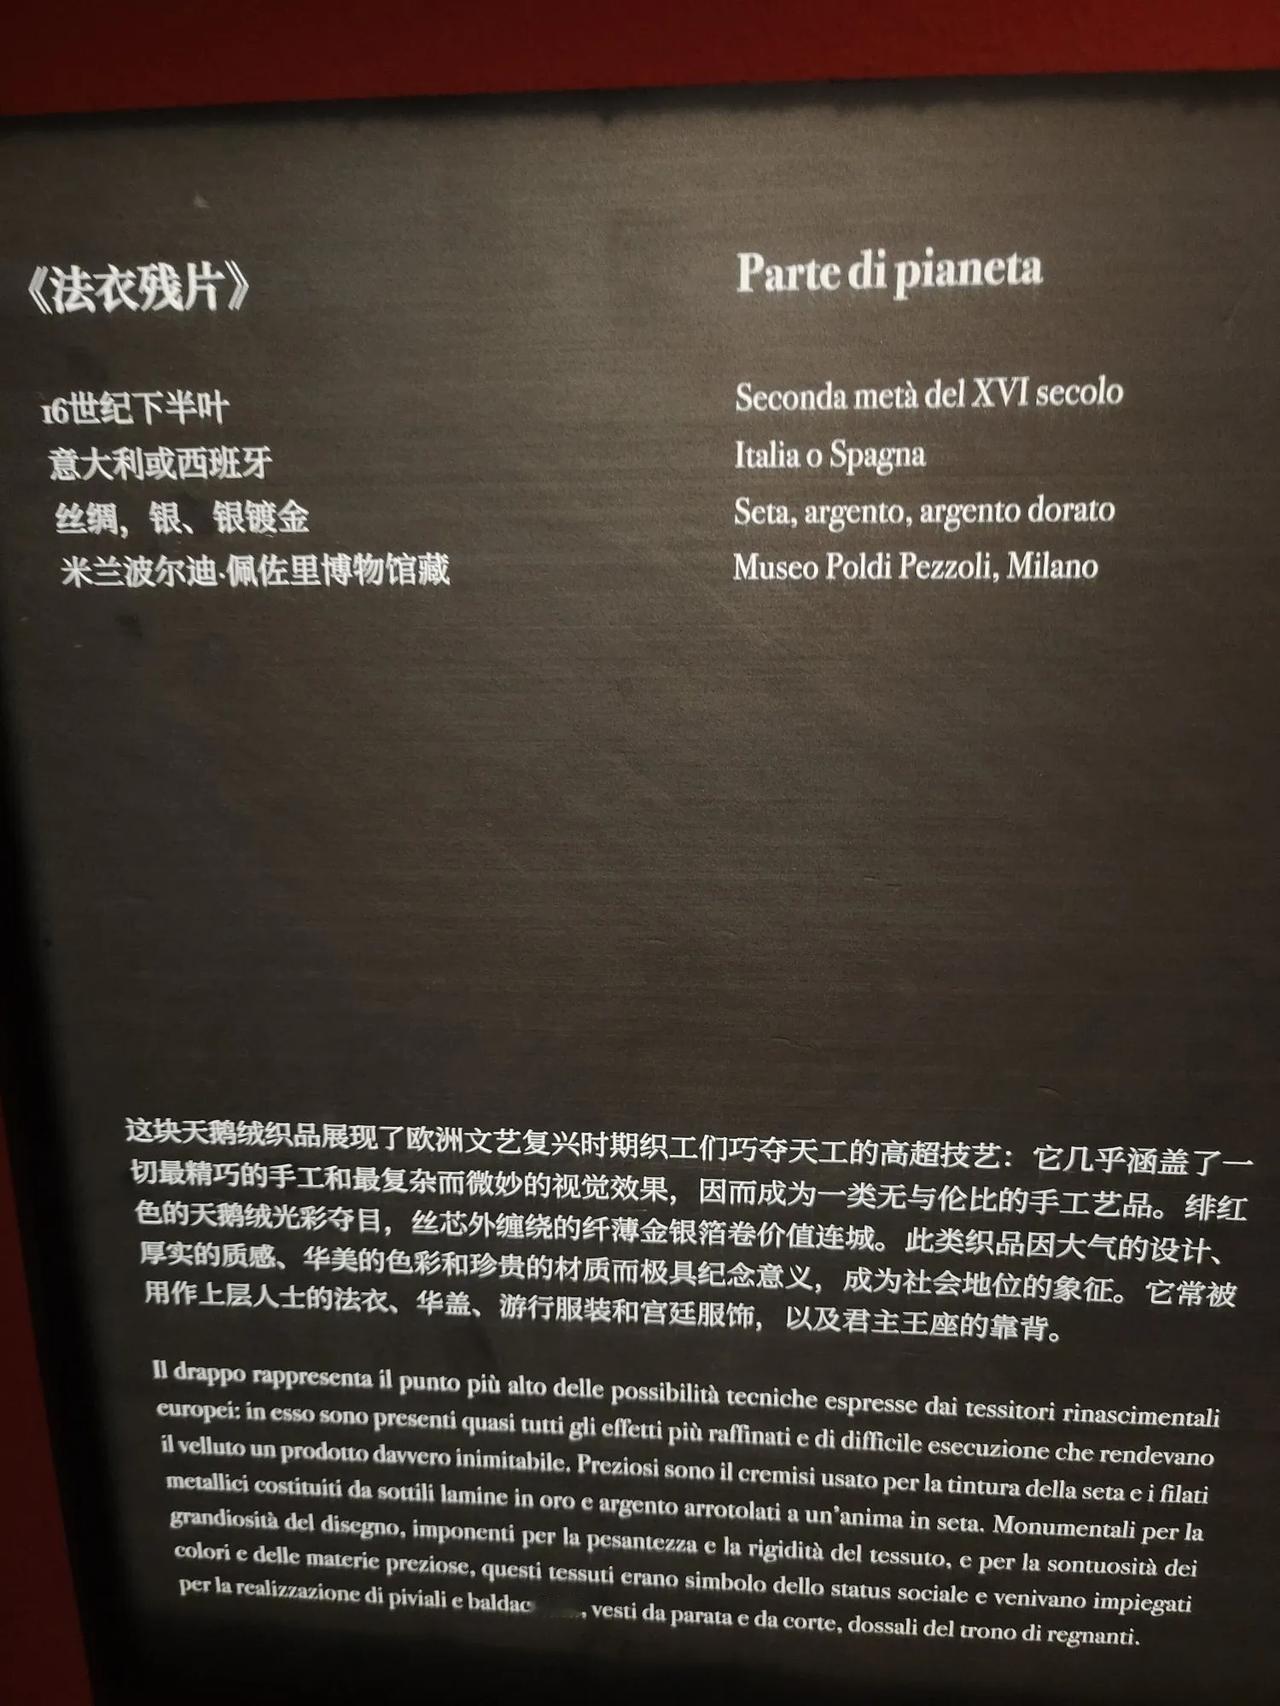 《法衣残片》
16世纪下半叶
意大利或西班牙
丝绸，银、银镀金
米兰波尔迪·佩佐里博物馆藏
Parte di pianeta
Seconda metà del XVI secolo
Italia o Spagna
Seta, argento, argento dorato
Museo Poldi Pezzoli, Milano
这块天鹅绒织品展现了欧洲文艺复兴时期织工们巧夺天工的高超技艺：它几乎涵盖了一
切最精巧的手工和最复杂而微妙的视觉效果，因而成为一类无与伦比的手工艺品。绯红
色的天鹅绒光彩夺目，丝芯外缠绕的纤薄金银箔卷价值连城。此类织品因大气的设计、
厚实的质感、华美的色彩和珍贵的材质而极具纪念意义，成为社会地位的象征。它常被
用作上层人士的法衣、华盖、游行服装和宫廷服饰，以及君主王座的靠背。
Il drappo rappresenta il punto più alto delle possibilità tecniche espresse dai tessitori rinascimentali
europei: in esso sono presenti quasi tutti gli effetti più raffinati e di difficile esecuzione che rendevano
il velluto un prodotto davvero inimitabile. Preziosi sono il cremisi usato per la tintura della seta e i filati
metallici costituiti da sottili lamine in oro e argento arrotolati a un'anima in seta. Monumentali per la
grandiosità del disegno, imponenti per la pesantezza e la rigidità del tessuto, e per la sontuosità dei
colori e delle materie preziose, questi tessuti erano simbolo dello status sociale e venivano impiegati
per la realizzazione di piviali e , vesti da parata e da corte, dossali del trono di regnanti.